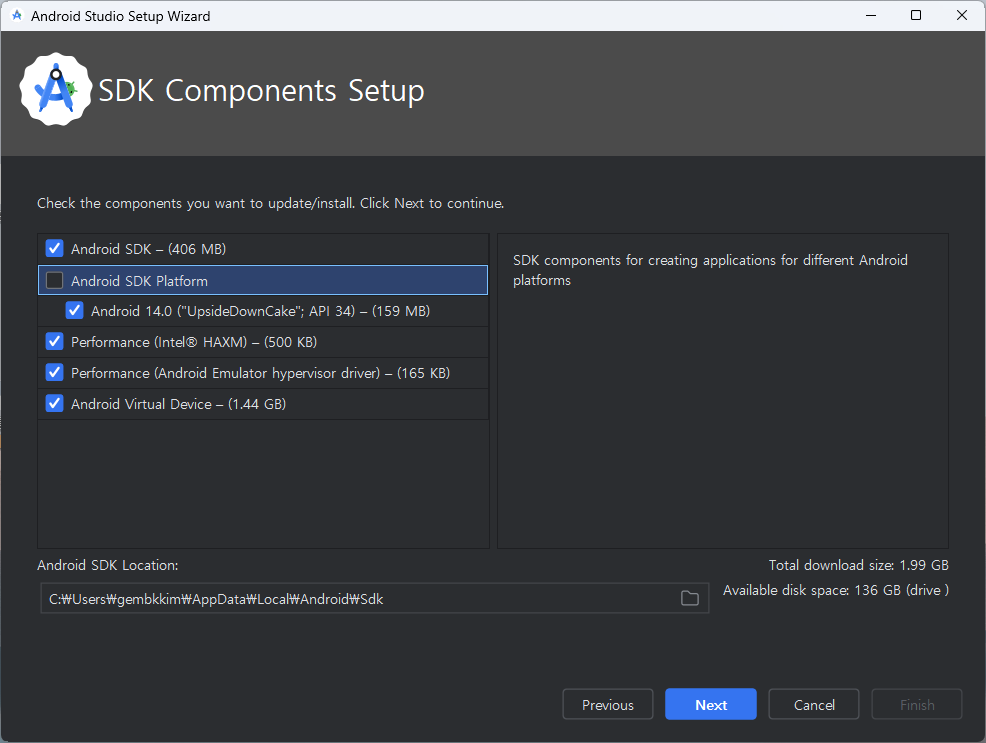 Android Studio Setup Wizard
SDK Components Setup
Check the components you want to update/install. Click Next to continue.
Android SDK – (406 MB)
Android SDK Platform
Android 14.0 ("UpsideDownCake"; API 34) – (159 MB)
Performance (Intel® HAXM) – (500 KB)
Performance (Android Emulator hypervisor driver) – (165 KB)
Android Virtual Device – (1.44 GB)
SDK components for creating applications for different Android
platforms
Android SDK Location:
Total download size: 1.99 GB
C:₩Users₩gembkkim₩AppData₩Local₩Android₩Sdk
Available disk space: 136 GB (drive )
Previous
Next
Cancel
Finish